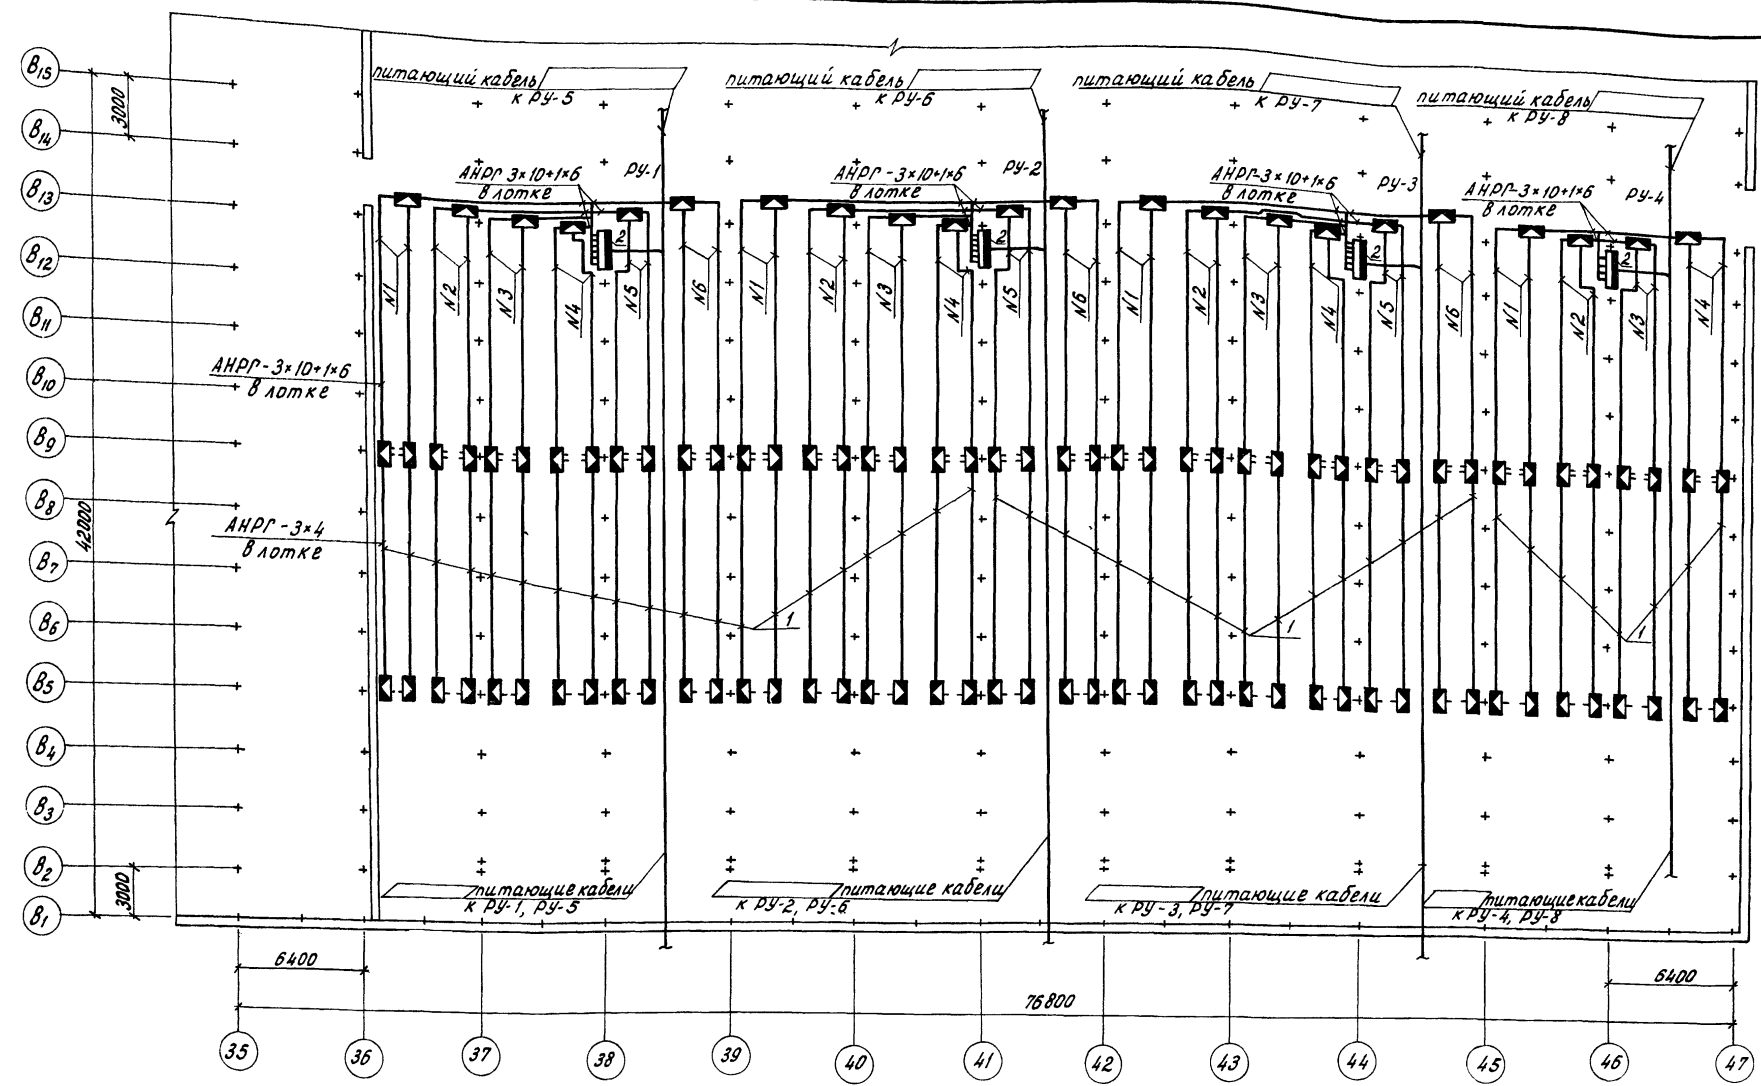 питающий кабель
к РУ-5
питающий кабель
к РУ-6
питающий кабель
к РУ-7
питающий кабель
к РУ-8
В15
В14
В13
В12
В11
В10
В9
В8
В7
В6
В5
В4
В3
В2
В1
3000
42000
3000
АНРГ-3×10+1×6
в лотке
РУ-1
АНРГ-3×10+1×6
в лотке
РУ-2
АНРГ-3×10+1×6
в лотке
РУ-3
АНРГ-3×10+1×6
в лотке
РУ-4
2
2
2
2
N1
N2
N3
N4
N5
N6
N1
N2
N3
N4
N5
N6
N1
N2
N3
N4
N5
N6
N1
N2
N3
N4
АНРГ-3×10+1×6
в лотке
АНРГ-3×4
в лотке
1
1
1
питающие кабели
к РУ-1, РУ-5
питающие кабели
к РУ-2, РУ-6
питающие кабели
к РУ-3, РУ-7
питающие кабели
к РУ-4, РУ-8
6400
6400
76800
35
36
37
38
39
40
41
42
43
44
45
46
47